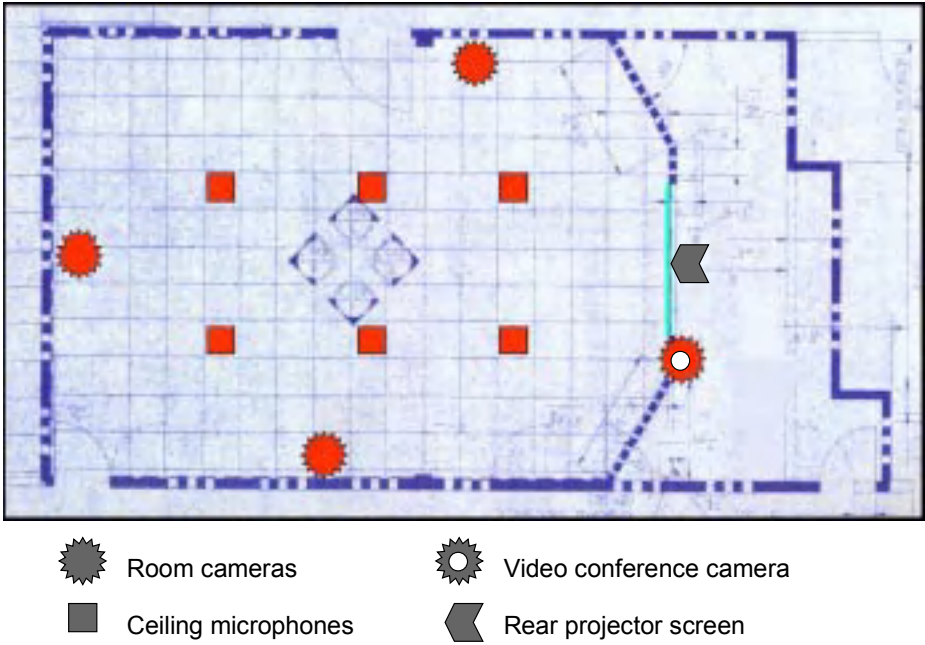 Room cameras
Video conference camera
Ceiling microphones
Rear projector screen